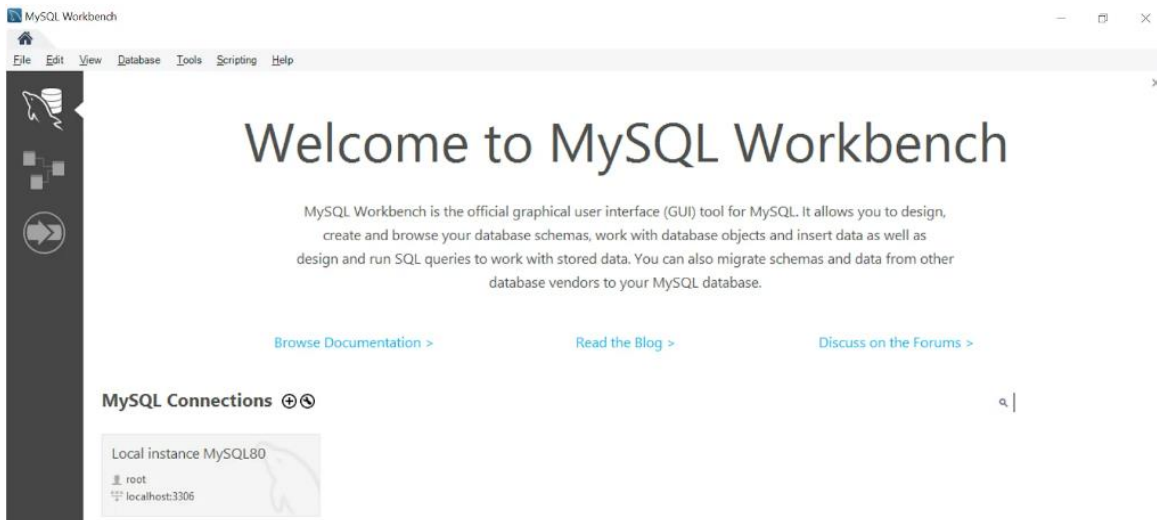 MySQL Workbench
File Edit View Database Tools Scripting Help
Welcome to MySQL Workbench
MySQL Workbench is the official graphical user interface (GUI) tool for MySQL. It allows you to design,
create and browse your database schemas, work with database objects and insert data as well as
design and run SQL queries to work with stored data. You can also migrate schemas and data from other
database vendors to your MySQL database.
Browse Documentation > Read the Blog > Discuss on the Forums >
MySQL Connections
Local instance MySQL80
root
localhost:3306